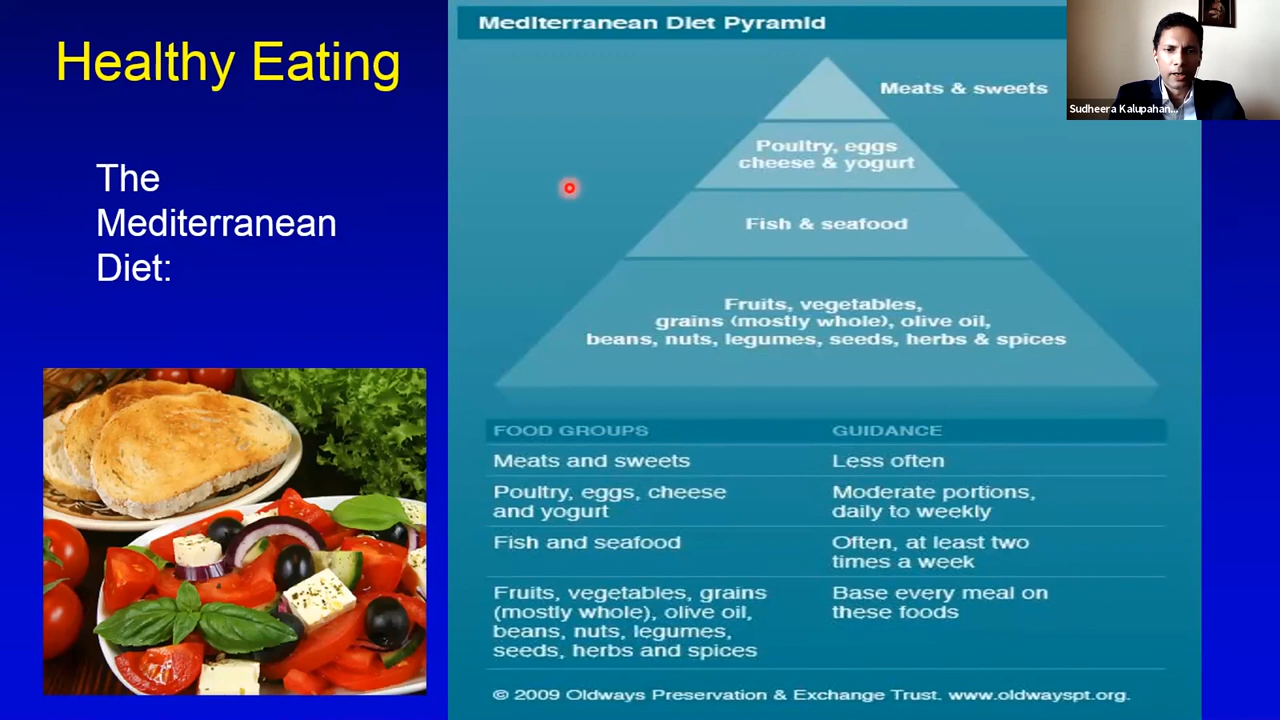 Healthy Eating
The
Mediterranean
Diet:
Mediterranean Diet Pyramid
Meats & sweets
Poultry, eggs
cheese & yogurt
Fish & seafood
Fruits, vegetables,
grains (mostly whole), olive oil,
beans, nuts, legumes, seeds, herbs & spices
FOOD GROUPS GUIDANCE
Meats and sweets Less often
Poultry, eggs, cheese Moderate portions,
and yogurt daily to weekly
Fish and seafood Often, at least two
times a week
Fruits, vegetables, grains Base every meal on
(mostly whole), olive oil, these foods
beans, nuts, legumes,
seeds, herbs and spices
© 2009 Oldways Preservation & Exchange Trust. www.oldwayspt.org.
Sudheera Kalupahan...